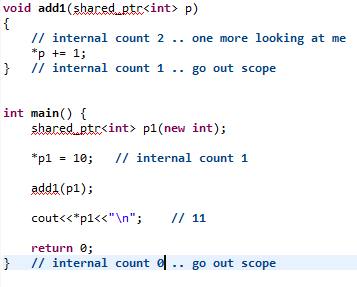 void add1(shared_ptr<int> p)
{
    // internal count 2 .. one more looking at me
    *p += 1;
}   // internal count 1 .. go out scope
int main() {
    shared_ptr<int> p1(new int);
    *p1 = 10;   // internal count 1
    add1(p1);
    cout<<*p1<<"\n";    // 11
    return 0;
}   // internal count 0 .. go out scope